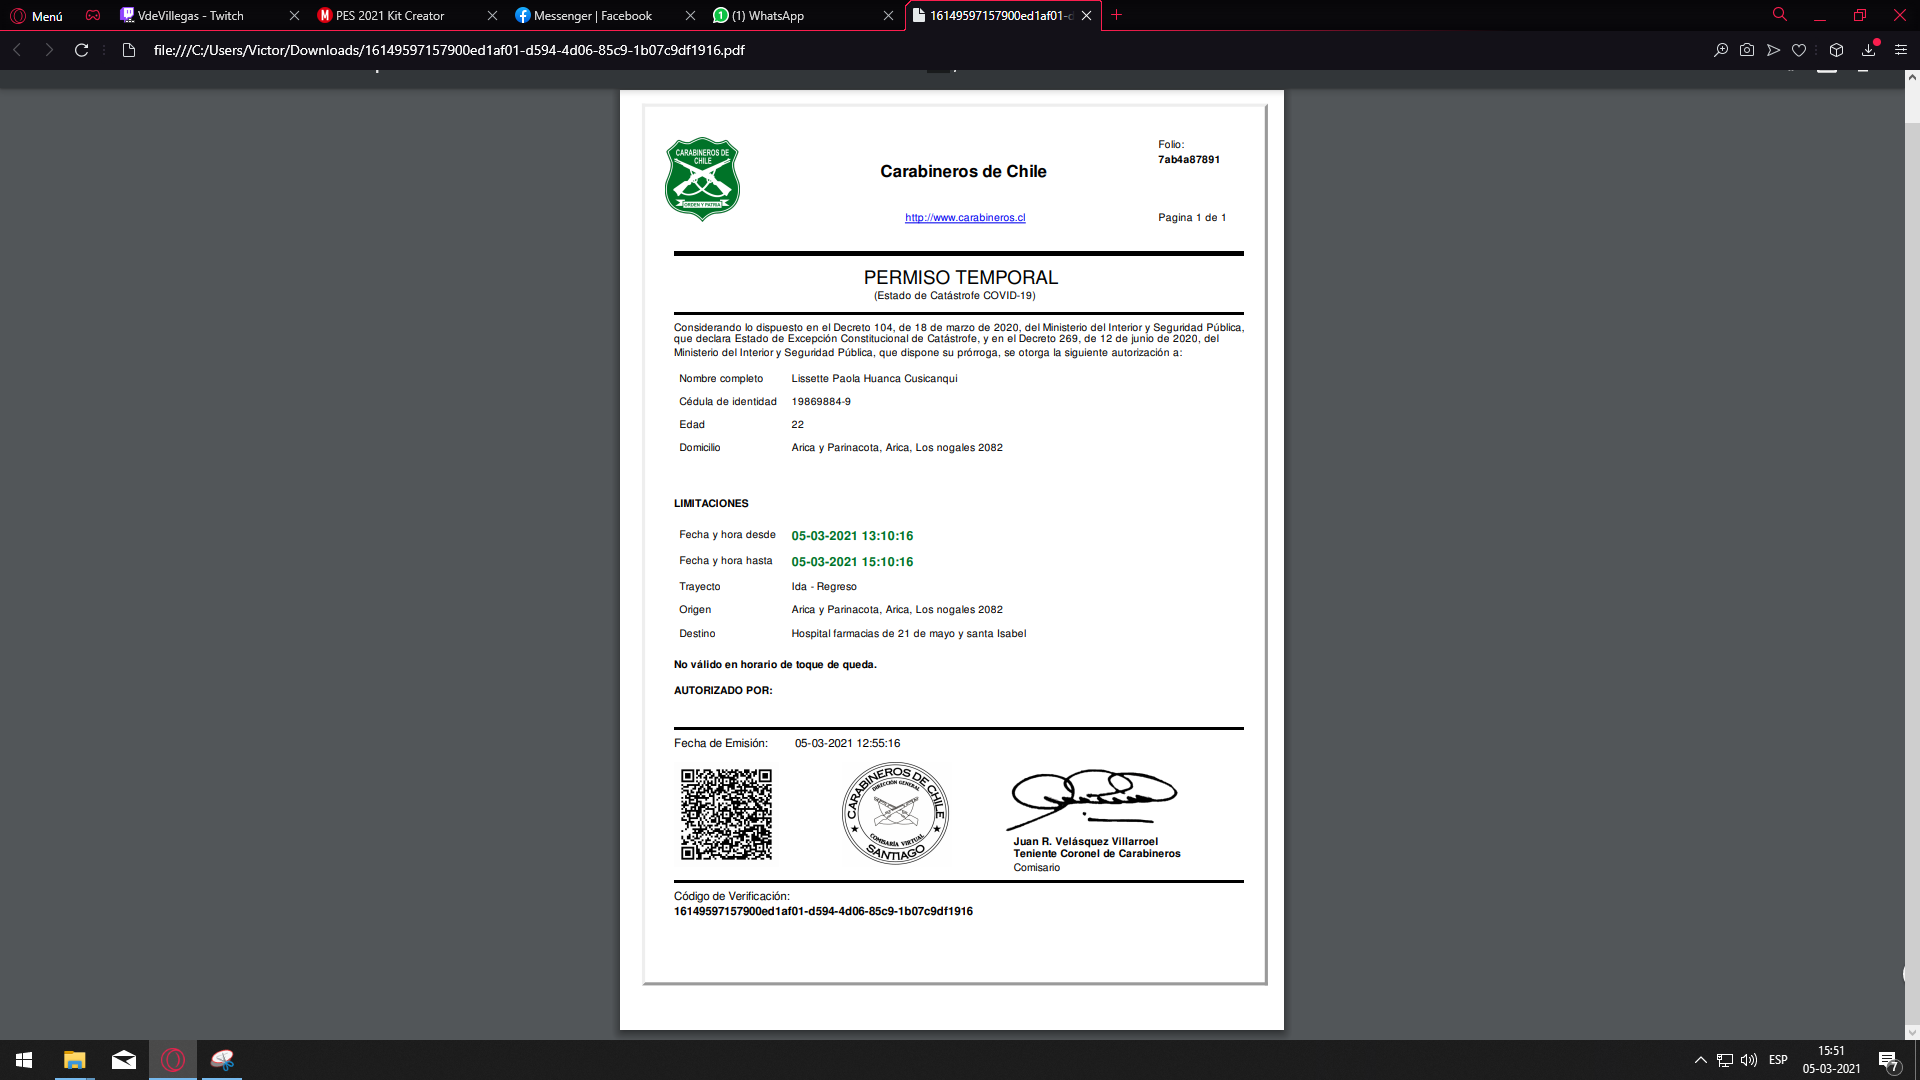 Menú
VdeVillegas - Twitch
PES 2021 Kit Creator
Messenger | Facebook
(1) WhatsApp
16149597157900ed1af01-d
file:///C:/Users/Victor/Downloads/16149597157900ed1af01-d594-4d06-85c9-1b07c9df1916.pdf
CARABINEROS DE CHILE
ORDEN Y PATRIA
Carabineros de Chile
http://www.carabineros.cl
Folio:
7ab4a87891
Pagina 1 de 1
PERMISO TEMPORAL
(Estado de Catástrofe COVID-19)
Considerando lo dispuesto en el Decreto 104, de 18 de marzo de 2020, del Ministerio del Interior y Seguridad Pública,
que declara Estado de Excepción Constitucional de Catástrofe, y en el Decreto 269, de 12 de junio de 2020, del
Ministerio del Interior y Seguridad Pública, que dispone su prórroga, se otorga la siguiente autorización a:
Nombre completo Lissette Paola Huanca Cusicanqui
Cédula de identidad 19869884-9
Edad 22
Domicilio Arica y Parinacota, Arica, Los nogales 2082
LIMITACIONES
Fecha y hora desde 05-03-2021 13:10:16
Fecha y hora hasta 05-03-2021 15:10:16
Trayecto Ida - Regreso
Origen Arica y Parinacota, Arica, Los nogales 2082
Destino Hospital farmacias de 21 de mayo y santa Isabel
No válido en horario de toque de queda.
AUTORIZADO POR:
Fecha de Emisión: 05-03-2021 12:55:16
CARABINEROS DE CHILE
DIRECCIÓN GENERAL
COMISARÍA VIRTUAL
SANTIAGO
Juan R. Velásquez Villarroel
Teniente Coronel de Carabineros
Comisario
Código de Verificación:
16149597157900ed1af01-d594-4d06-85c9-1b07c9df1916
ESP
15:51
05-03-2021
7